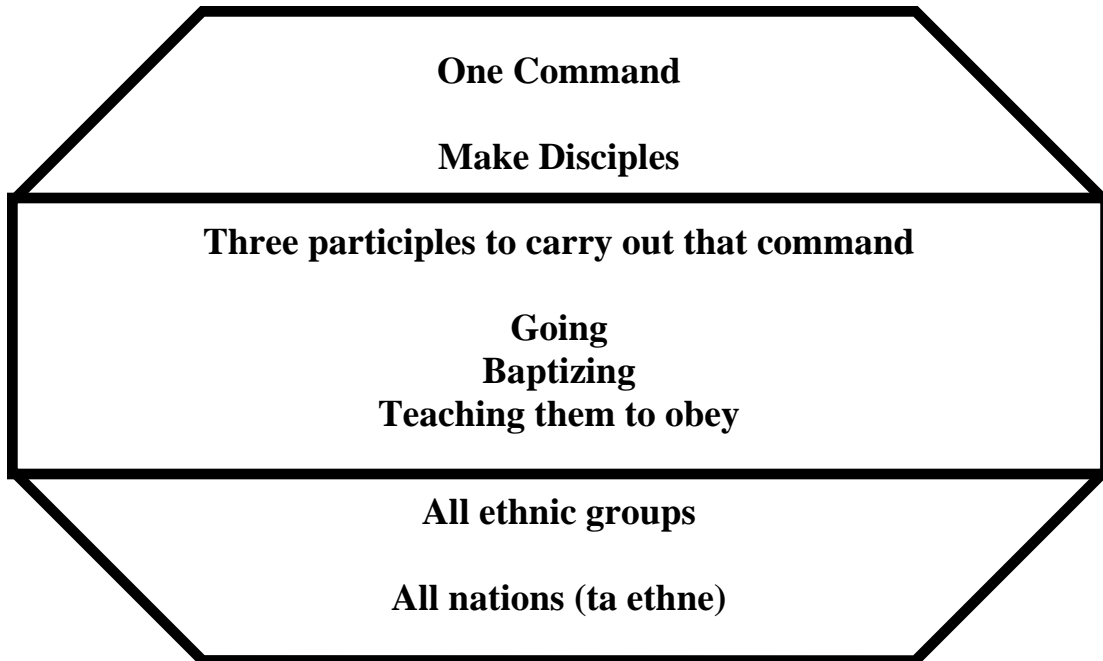 One Command
Make Disciples
Three participles to carry out that command
Going
Baptizing
Teaching them to obey
All ethnic groups
All nations (ta ethne)